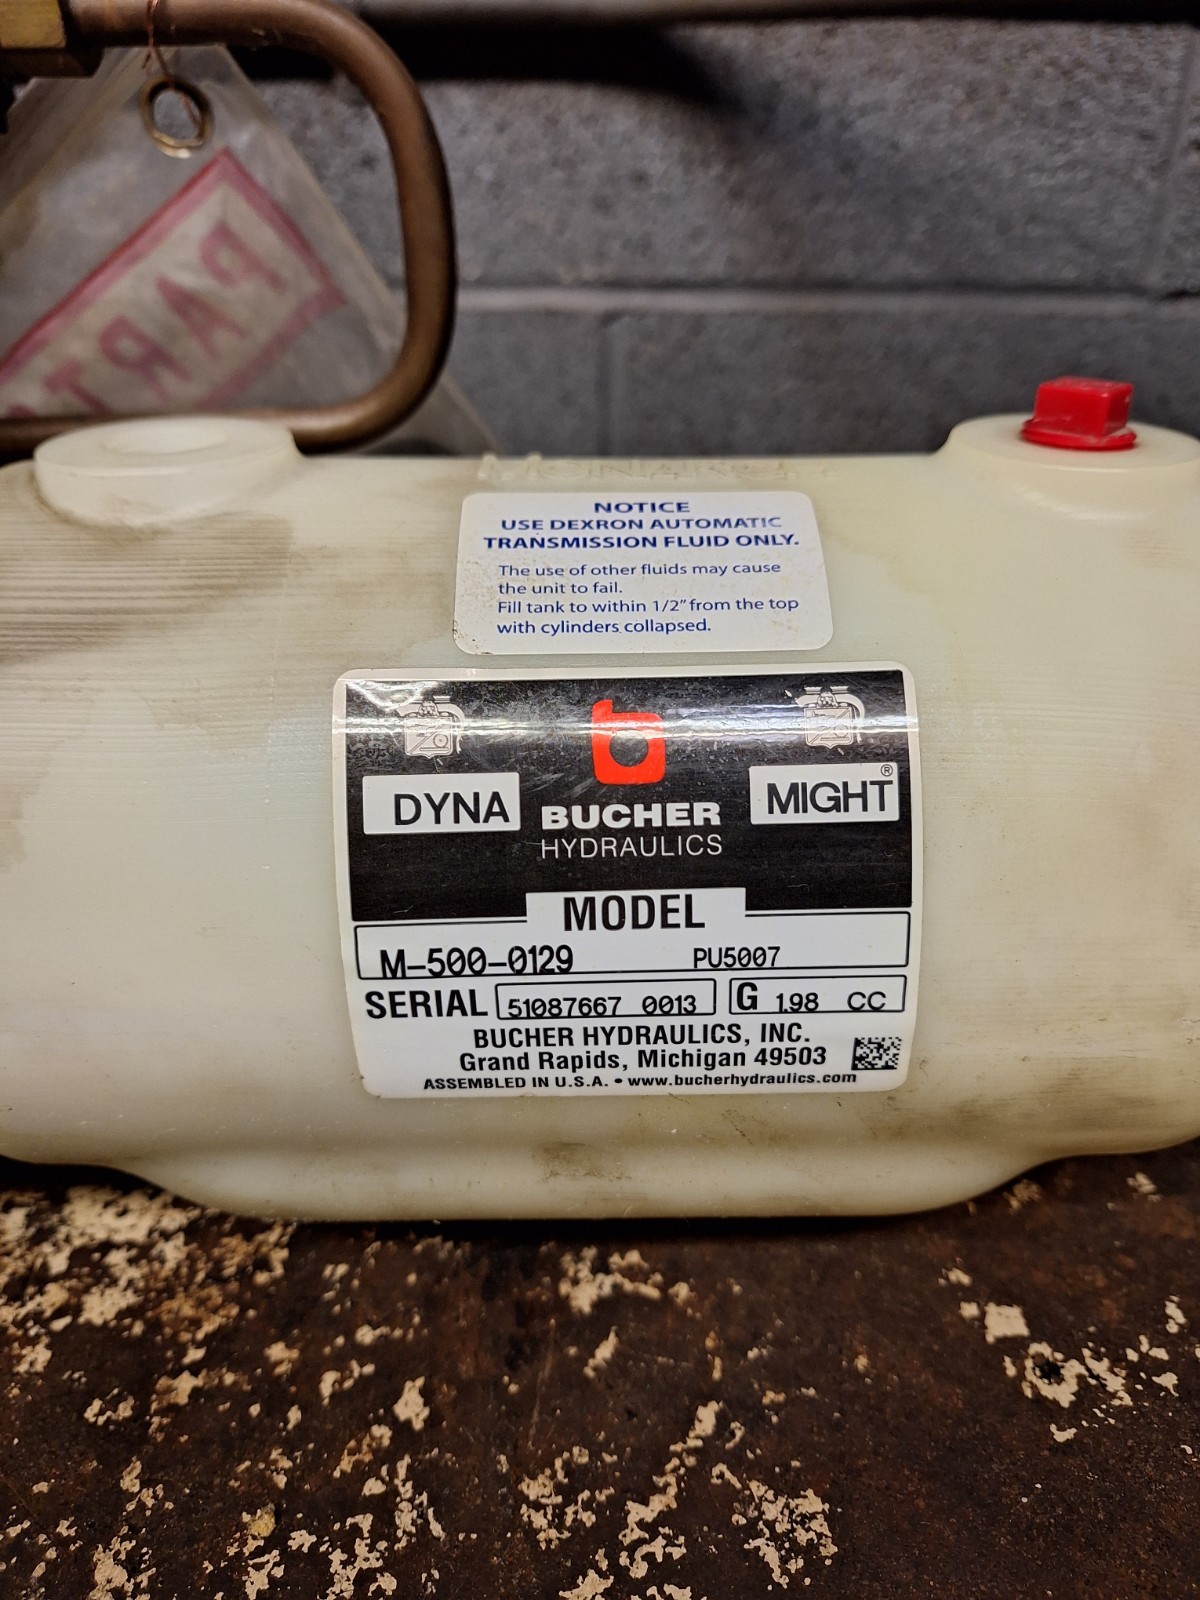 PART
MONARCH
NOTICE
USE DEXRON AUTOMATIC
TRANSMISSION FLUID ONLY.
The use of other fluids may cause
the unit to fail.
Fill tank to within 1/2" from the top
with cylinders collapsed.
DYNA
MIGHT®
BUCHER
HYDRAULICS
MODEL
M-500-0129 PU5007
SERIAL 51087667 0013 G 1.98 CC
BUCHER HYDRAULICS, INC.
Grand Rapids, Michigan 49503
ASSEMBLED IN U.S.A. • www.bucherhydraulics.com